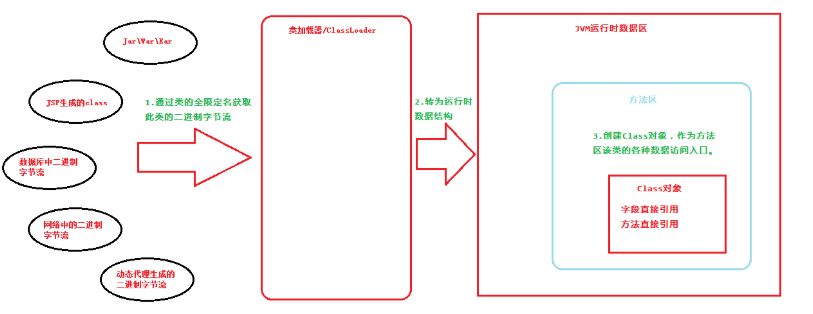 Jar\War\Ear
JSP生成的class
数据库中二进制
字节流
网络中的二进制
字节流
动态代理生成的
二进制字节流
1.通过类的全限定名获取
此类的二进制字节流
类加载器/ClassLoader
2.转为运行时
数据结构
JVM运行时数据区
方法区
3.创建Class对象，作为方法
区该类的各种数据访问入口。
Class对象
字段直接引用
方法直接引用